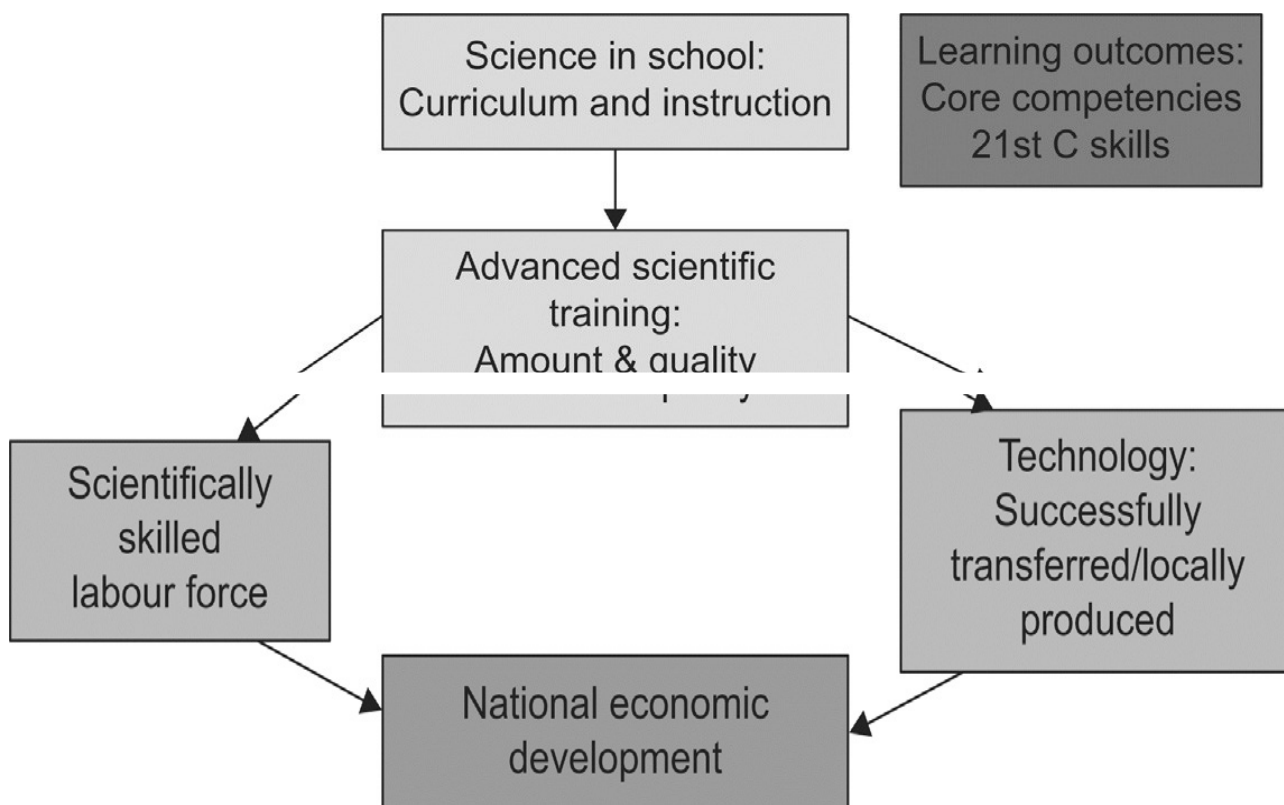 Science in school:
Curriculum and instruction
Learning outcomes:
Core competencies
21st C skills
Advanced scientific
training:
Amount & quality
Scientifically
skilled
labour force
Technology:
Successfully
transferred/locally
produced
National economic
development